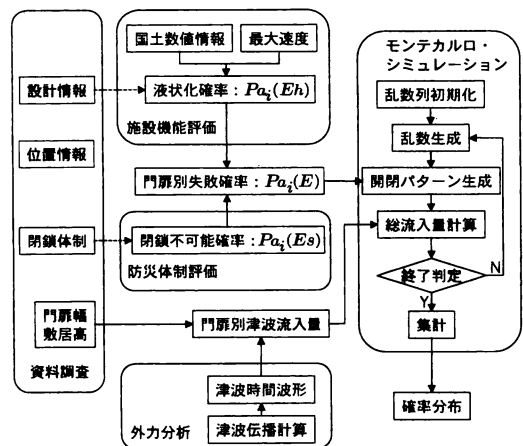 国土数値情報
最大速度
液状化確率：Pai(Eh)
施設機能評価
設計情報
位置情報
閉鎖体制
門扉幅
敷居高
資料調査
門扉別失敗確率：Pai(E)
閉鎖不可能確率：Pai(Es)
防災体制評価
門扉別津波流入量
津波時間波形
津波伝播計算
外力分析
モンテカルロ・
シミュレーション
乱数列初期化
乱数生成
開閉パターン生成
総流入量計算
終了判定
N
Y
集計
確率分布